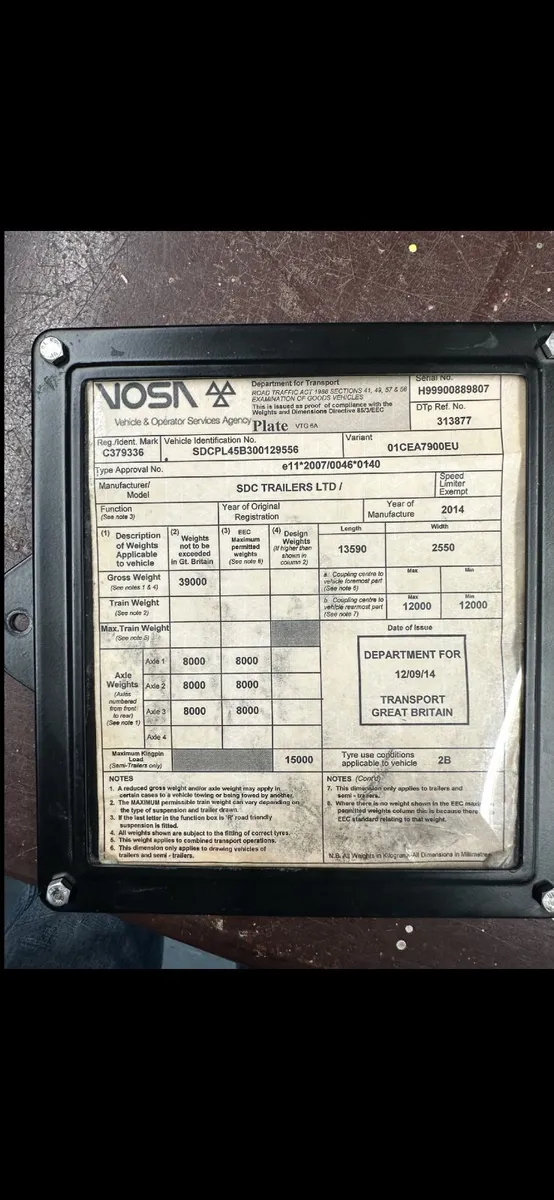 VOSA
Vehicle & Operator Services Agency
Department for Transport
ROAD TRAFFIC ACT 1988 SECTIONS 41, 49, 57 & 58
EXAMINATION OF GOODS VEHICLES
This is issued as proof of compliance with the
Weights and Dimensions Directive 85/3/EEC
Plate VTG 6A
Serial No.
H99900889807
DTp Ref. No.
313877
Reg./Ident. Mark
C379336
Vehicle Identification No.
SDCPL45B300129556
Variant
01CEA7900EU
Type Approval No.
e11*2007/0046*0140
Manufacturer/
Model
SDC TRAILERS LTD /
Speed
Limiter
Exempt
Function
(See note 3)
Year of Original
Registration
Year of
Manufacture
2014
(1) Description
of Weights
Applicable
to vehicle
(2) Weights
not to be
exceeded
in Gt. Britain
(3) EEC
Maximum
permitted
weights
(See note 8)
(4) Design
Weights
(if higher than
shown in
column 2)
Length
13590
Width
2550
Gross Weight
(See notes 1 & 4)
39000
a Coupling centre to
vehicle foremost part
(See note 6)
Max
Min
Train Weight
(See note 2)
b Coupling centre to
vehicle rearmost part
(See note 7)
Max
12000
Min
12000
Max. Train Weight
(See note 5)
Date of Issue
Axle
Weights
(Axles
numbered
from front
to rear)
(See note 1)
Axle 1 8000 8000
Axle 2 8000 8000
Axle 3 8000 8000
Axle 4
DEPARTMENT FOR
12/09/14
TRANSPORT
GREAT BRITAIN
Maximum Kingpin
Load
(Semi-Trailers only)
15000
Tyre use conditions
applicable to vehicle
2B
NOTES
1. A reduced gross weight and/or axle weight may apply in
certain cases to a vehicle towing or being towed by another.
2. The MAXIMUM permissible train weight can vary depending on
the type of suspension and trailer drawn.
3. If the last letter in the function box is 'R' road friendly
suspension is fitted.
4. All weights shown are subject to the fitting of correct tyres.
5. This weight applies to combined transport operations.
6. This dimension only applies to drawing vehicles of
trailers and semi - trailers.
NOTES (Cont'd)
7. This dimension only applies to trailers and
semi - trailers.
8. Where there is no weight shown in the EEC
permitted weights column this is because there
EEC standard relating to that weight.
N.B. All Weights in Kilograms-All Dimensions in